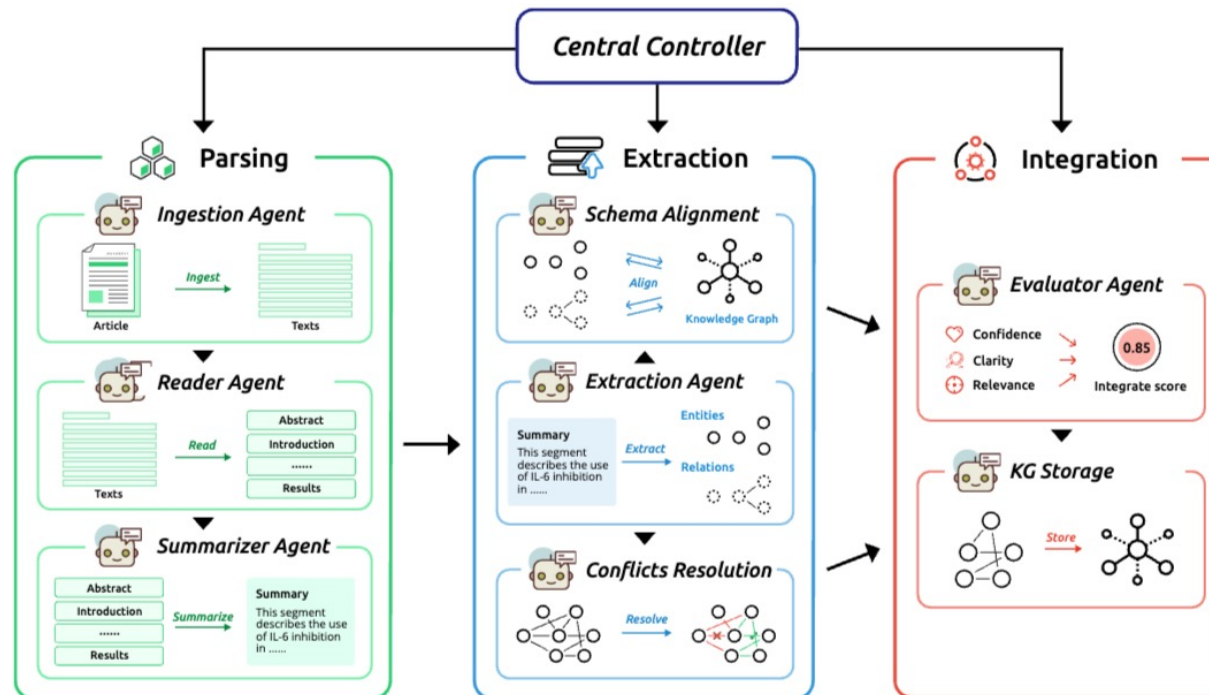 Central Controller
Parsing
Ingestion Agent
Ingest
Article
Texts
Reader Agent
Read
Texts
Abstract
Introduction
......
Results
Summarizer Agent
Abstract
Introduction
......
Results
Summarize
Summary
This segment
describes the use
of IL-6 inhibition
in ......
Extraction
Schema Alignment
Align
Knowledge Graph
Extraction Agent
Summary
This segment
describes the use
of IL-6 inhibition
in ......
Extract
Entities
Relations
Conflicts Resolution
Resolve
Integration
Evaluator Agent
Confidence
Clarity
Relevance
0.85
Integrate score
KG Storage
Store